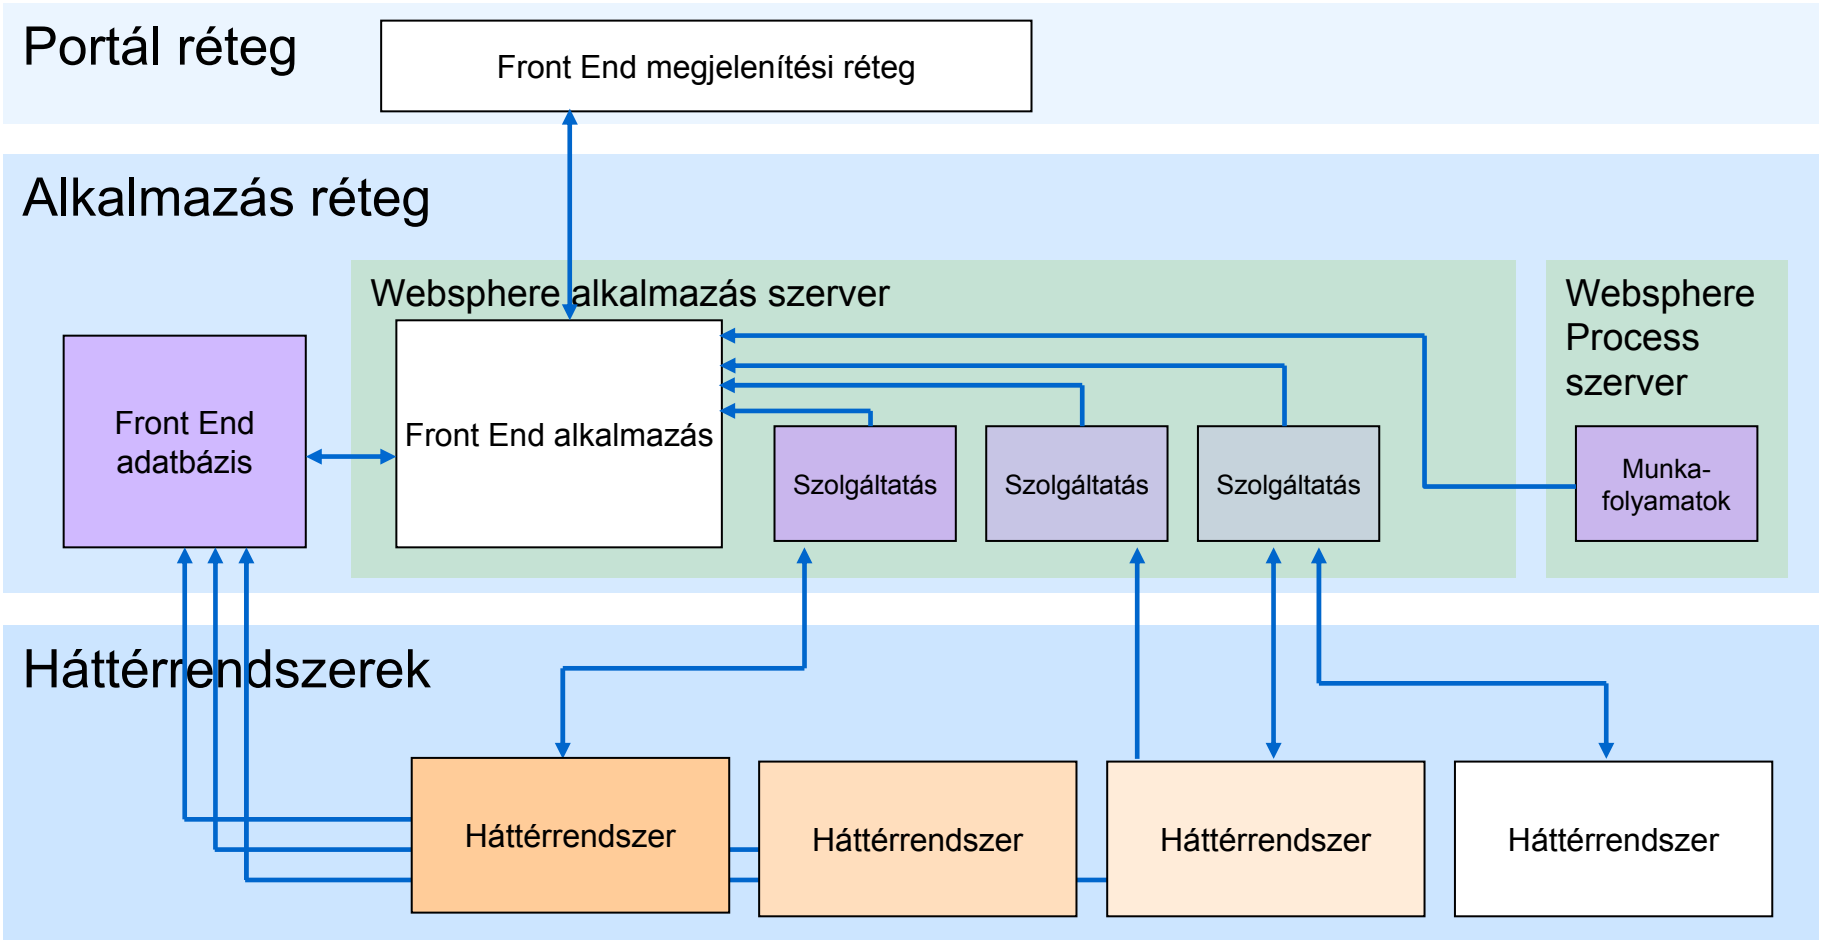 Portál réteg
Front End megjelenítési réteg
Alkalmazás réteg
Websphere alkalmazás szerver
Websphere
Process
szerver
Front End
adatbázis
Front End alkalmazás
Szolgáltatás
Szolgáltatás
Szolgáltatás
Munka-
folyamatok
Háttérrendszerek
Háttérrendszer
Háttérrendszer
Háttérrendszer
Háttérrendszer